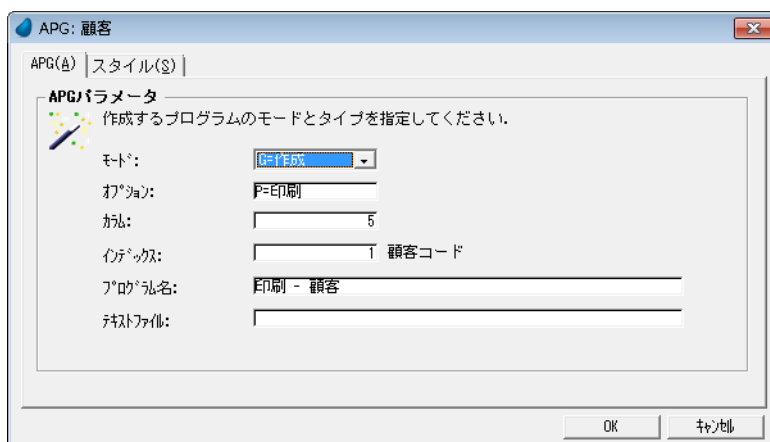 APG: 顧客
APG(A) スタイル(S)
APGパラメータ
作成するプログラムのモードとタイプを指定してください.
ﾓｰﾄﾞ: G=作成
ｵﾌﾟｼｮﾝ: P=印刷
ｶﾗﾑ: 5
ｲﾝﾃﾞｯｸｽ: 1 顧客コード
ﾌﾟﾛｸﾞﾗﾑ名: 印刷 - 顧客
ﾃｷｽﾄﾌｧｲﾙ:
OK ｷｬﾝｾﾙ